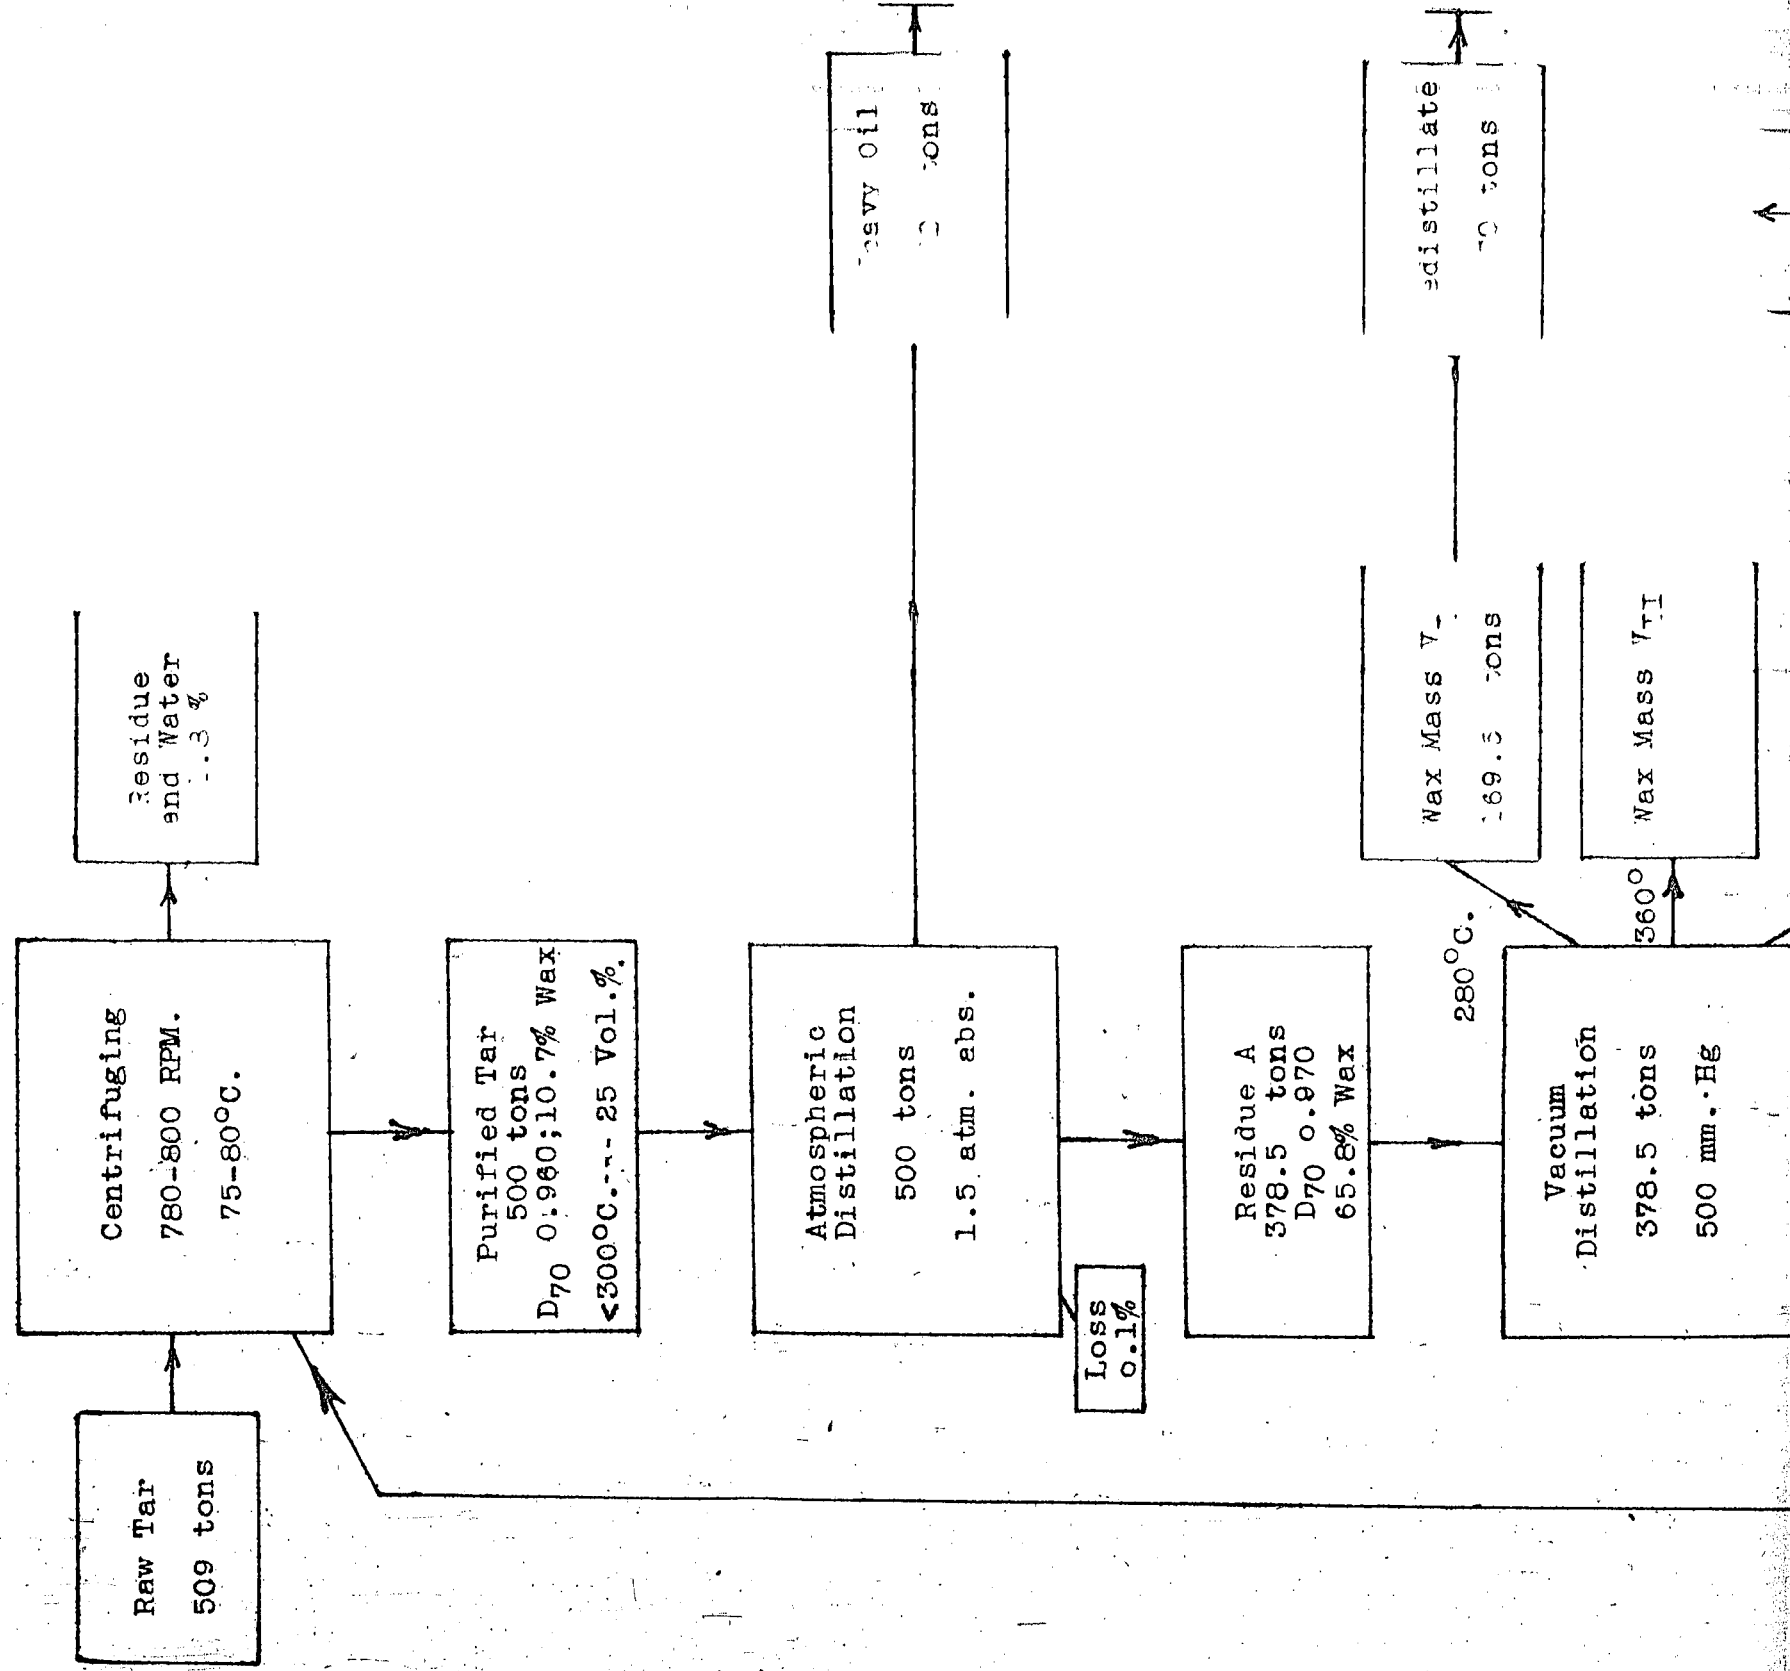 Raw Tar
509 tons
Centrifuging
780-800 RPM.
75-80°C.
Residue
and Water
Purified Tar
500 tons
D70 0.960;10.7% Wax
<300°C.--- 25 Vol.%.
Atmospheric
Distillation
500 tons
1.5 atm. abs.
Loss
0.1%
Oil
tons
Residue A
378.5 tons
D70 0.970
65.8% Wax
Vacuum
Distillation
378.5 tons
500 mm. Hg
280°C.
360°
Wax Mass
tons
Wax Mass VII
tons